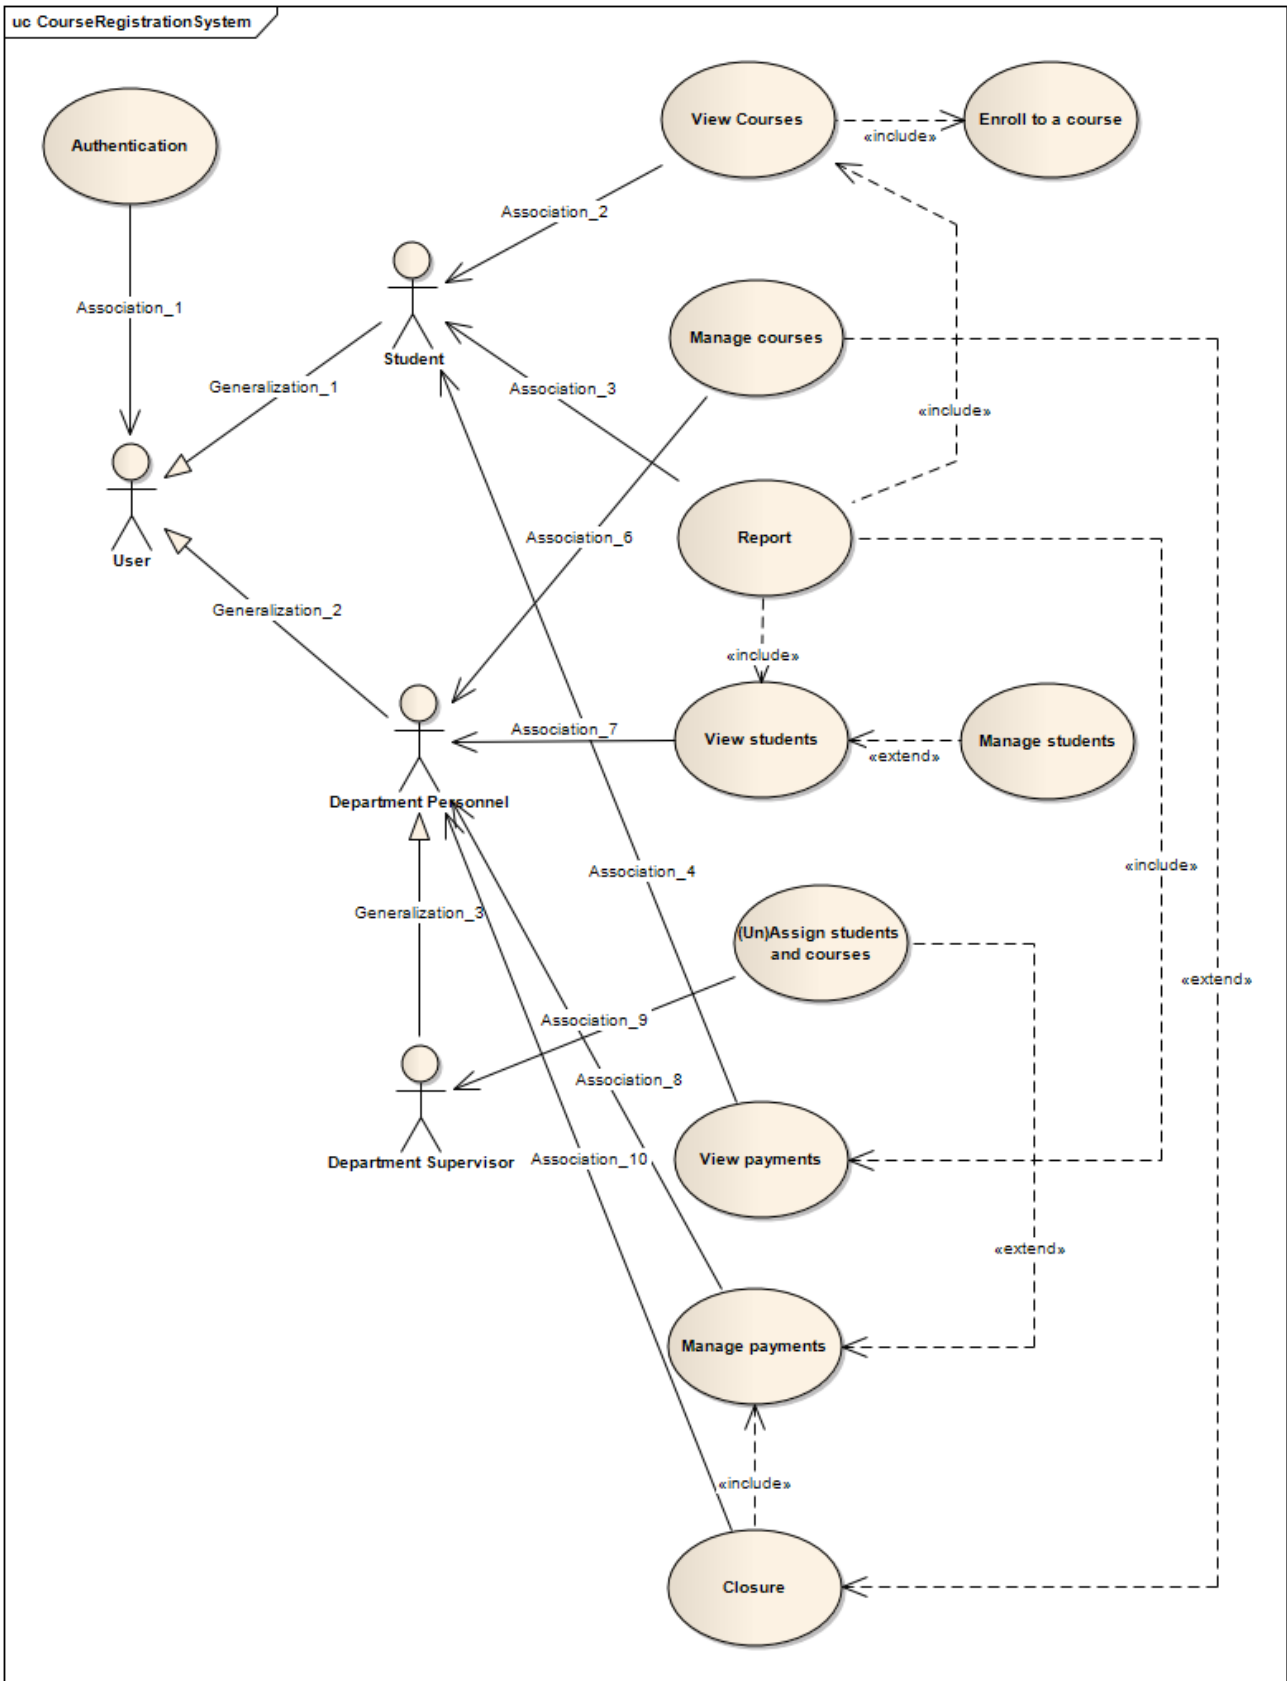 uc CourseRegistrationSystem
View Courses
Enroll to a course
«include»
Authentication
Association_2
Association_1
Student
Manage courses
Generalization_1
Association_3
«include»
User
Association_6
Report
Generalization_2
«include»
Association_7
View students
Manage students
«extend»
Department Personnel
Association_4
«include»
Generalization_3
(Un)Assign students
and courses
«extend»
Association_9
Association_8
Department Supervisor
Association_10
View payments
«extend»
Manage payments
«include»
Closure